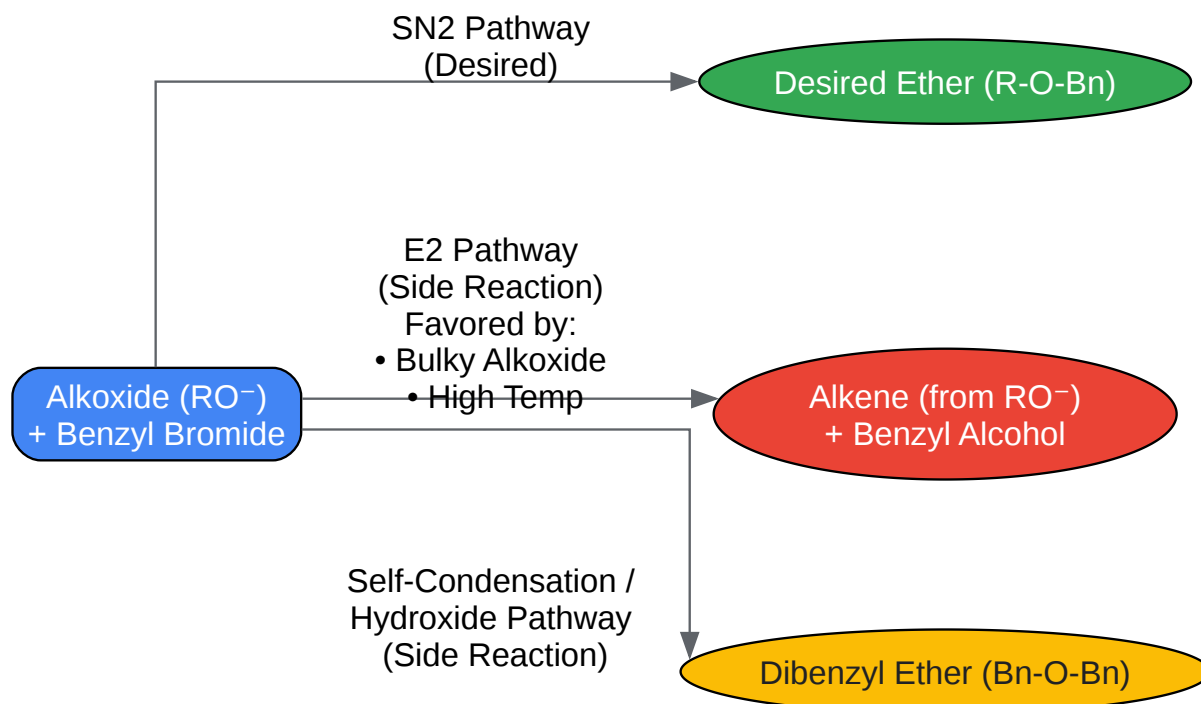 SN2 Pathway
(Desired)
Desired Ether (R-O-Bn)
E2 Pathway
(Side Reaction)
Favored by:
• Bulky Alkoxide
• High Temp
Alkoxide (RO⁻)
+ Benzyl Bromide
Alkene (from RO⁻)
+ Benzyl Alcohol
Self-Condensation /
Hydroxide Pathway
(Side Reaction)
Dibenzyl Ether (Bn-O-Bn)